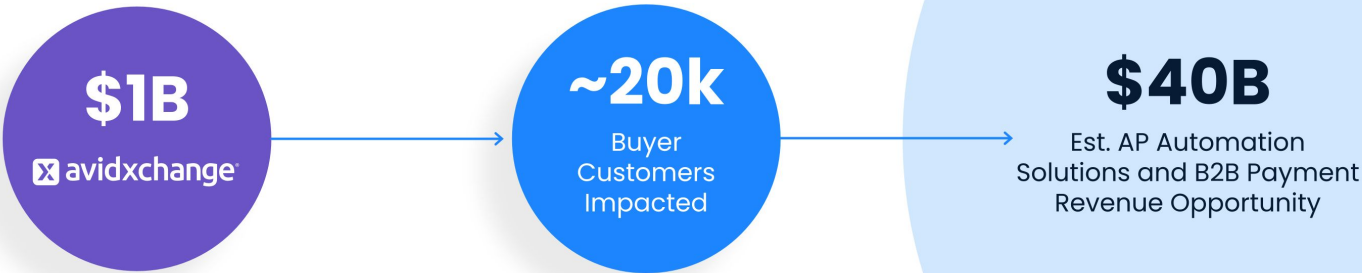 $1B
avidxchange
~20k
Buyer
Customers
Impacted
$40B
Est. AP Automation
Solutions and B2B Payment
Revenue Opportunity